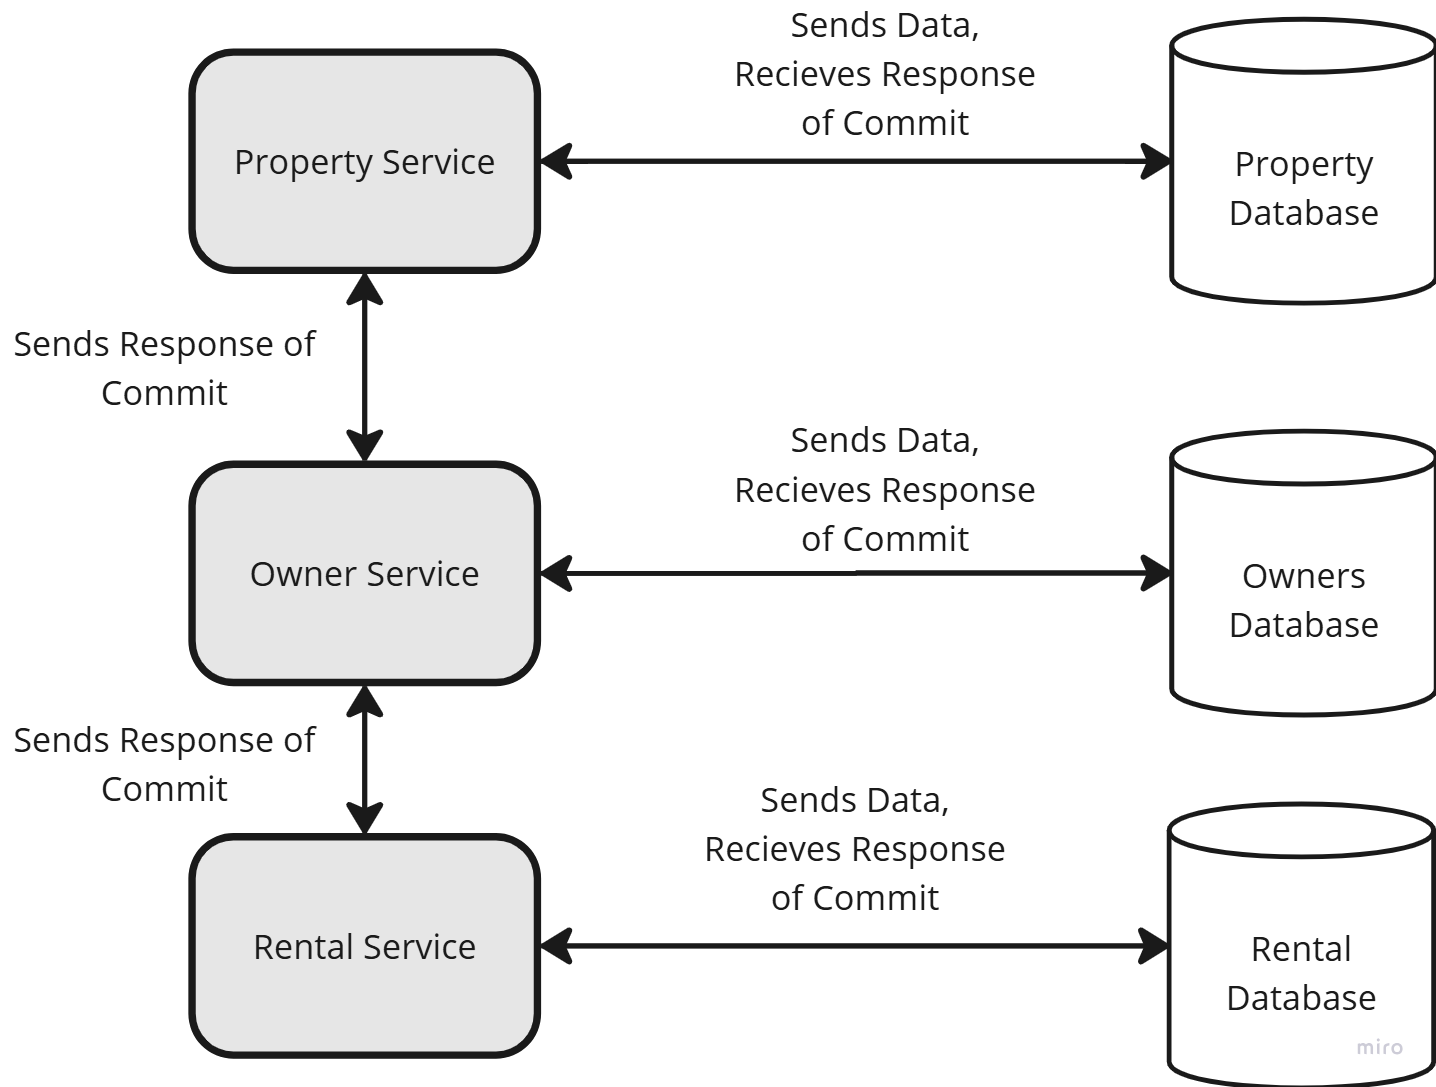 Sends Data,
Recieves Response
of Commit
Property Service
Property
Database
Sends Response of
Commit
Sends Data,
Recieves Response
of Commit
Owner Service
Owners
Database
Sends Response of
Commit
Sends Data,
Recieves Response
of Commit
Rental Service
Rental
Database
miro